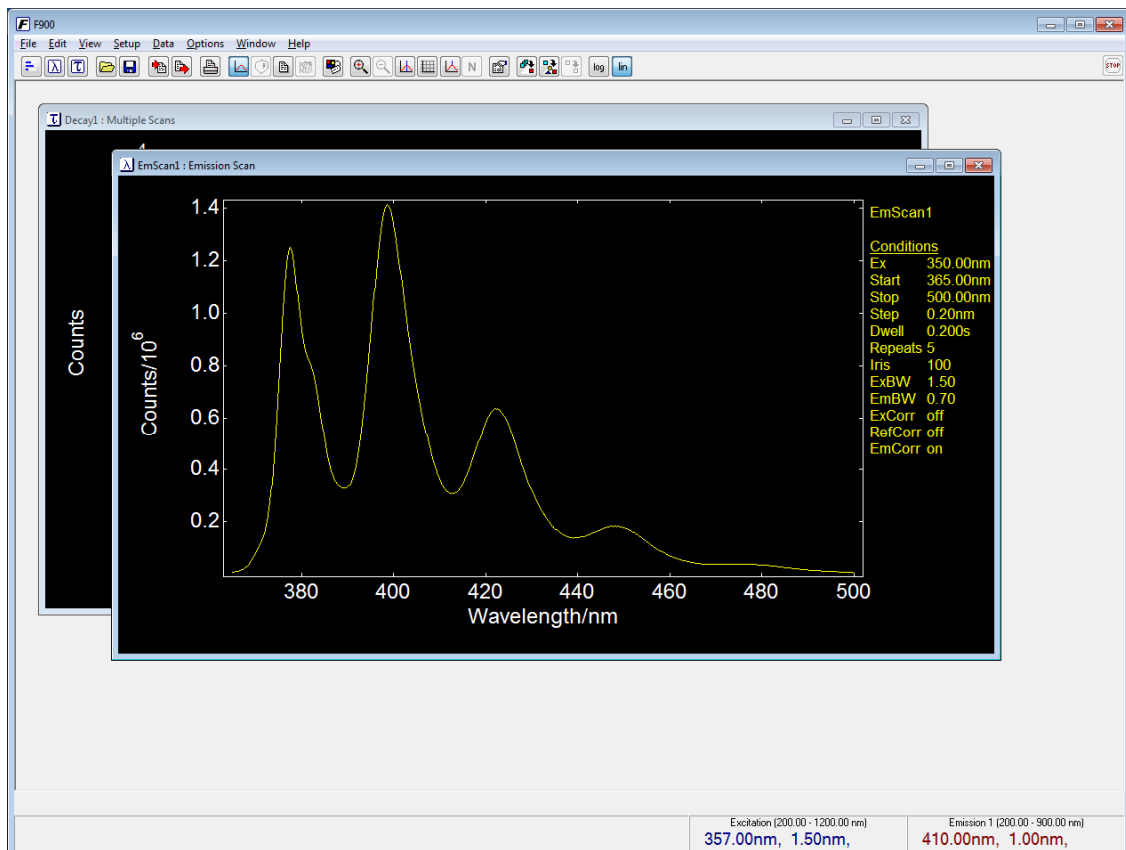 F F900
File Edit View Setup Data Options Window Help
λ τ N log lin STOP
τ Decay1 : Multiple Scans
4
Counts
λ EmScan1 : Emission Scan
1.4
1.2
1.0
0.8
0.6
0.4
0.2
Counts/10^6
380 400 420 440 460 480 500
Wavelength/nm
EmScan1
Conditions
Ex 350.00nm
Start 365.00nm
Stop 500.00nm
Step 0.20nm
Dwell 0.200s
Repeats 5
Iris 100
ExBW 1.50
EmBW 0.70
ExCorr off
RefCorr off
EmCorr on
Excitation (200.00 - 1200.00 nm)
357.00nm, 1.50nm,
Emission 1 (200.00 - 900.00 nm)
410.00nm, 1.00nm,